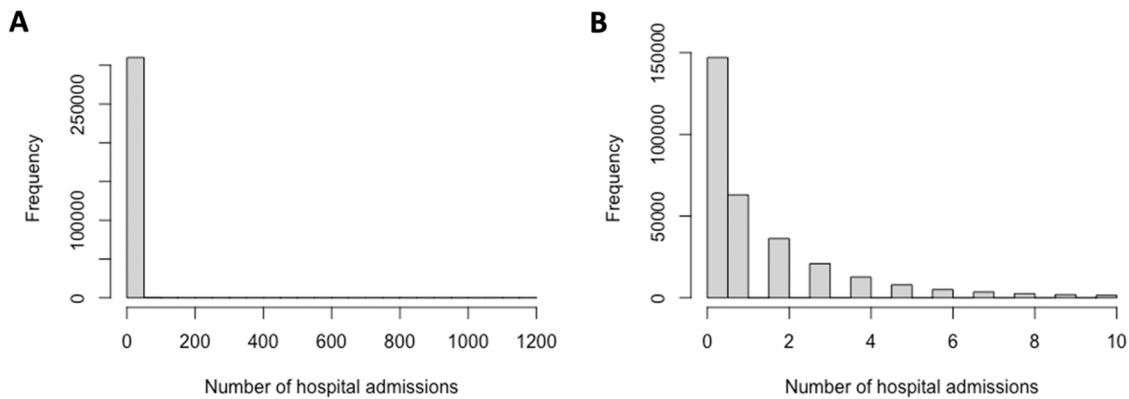 A
Frequency
250000
100000
0
0 200 400 600 800 1000 1200
Number of hospital admissions
B
Frequency
150000
100000
50000
0
0 2 4 6 8 10
Number of hospital admissions